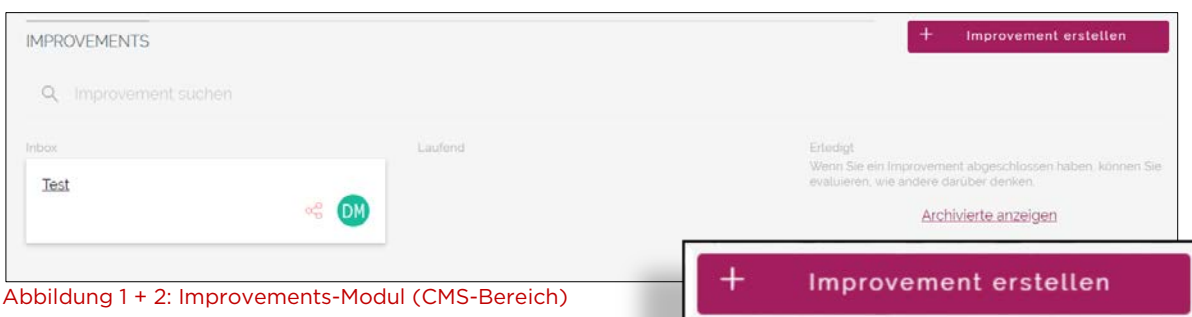 IMPROVEMENTS
+ Improvement erstellen
Improvement suchen
Inbox
Laufend
Erledigt
Wenn Sie ein Improvement abgeschlossen haben, können Sie
evaluieren, wie andere darüber denken.
Test
DM
Archivierte anzeigen
+ Improvement erstellen
Abbildung 1 + 2: Improvements-Modul (CMS-Bereich)